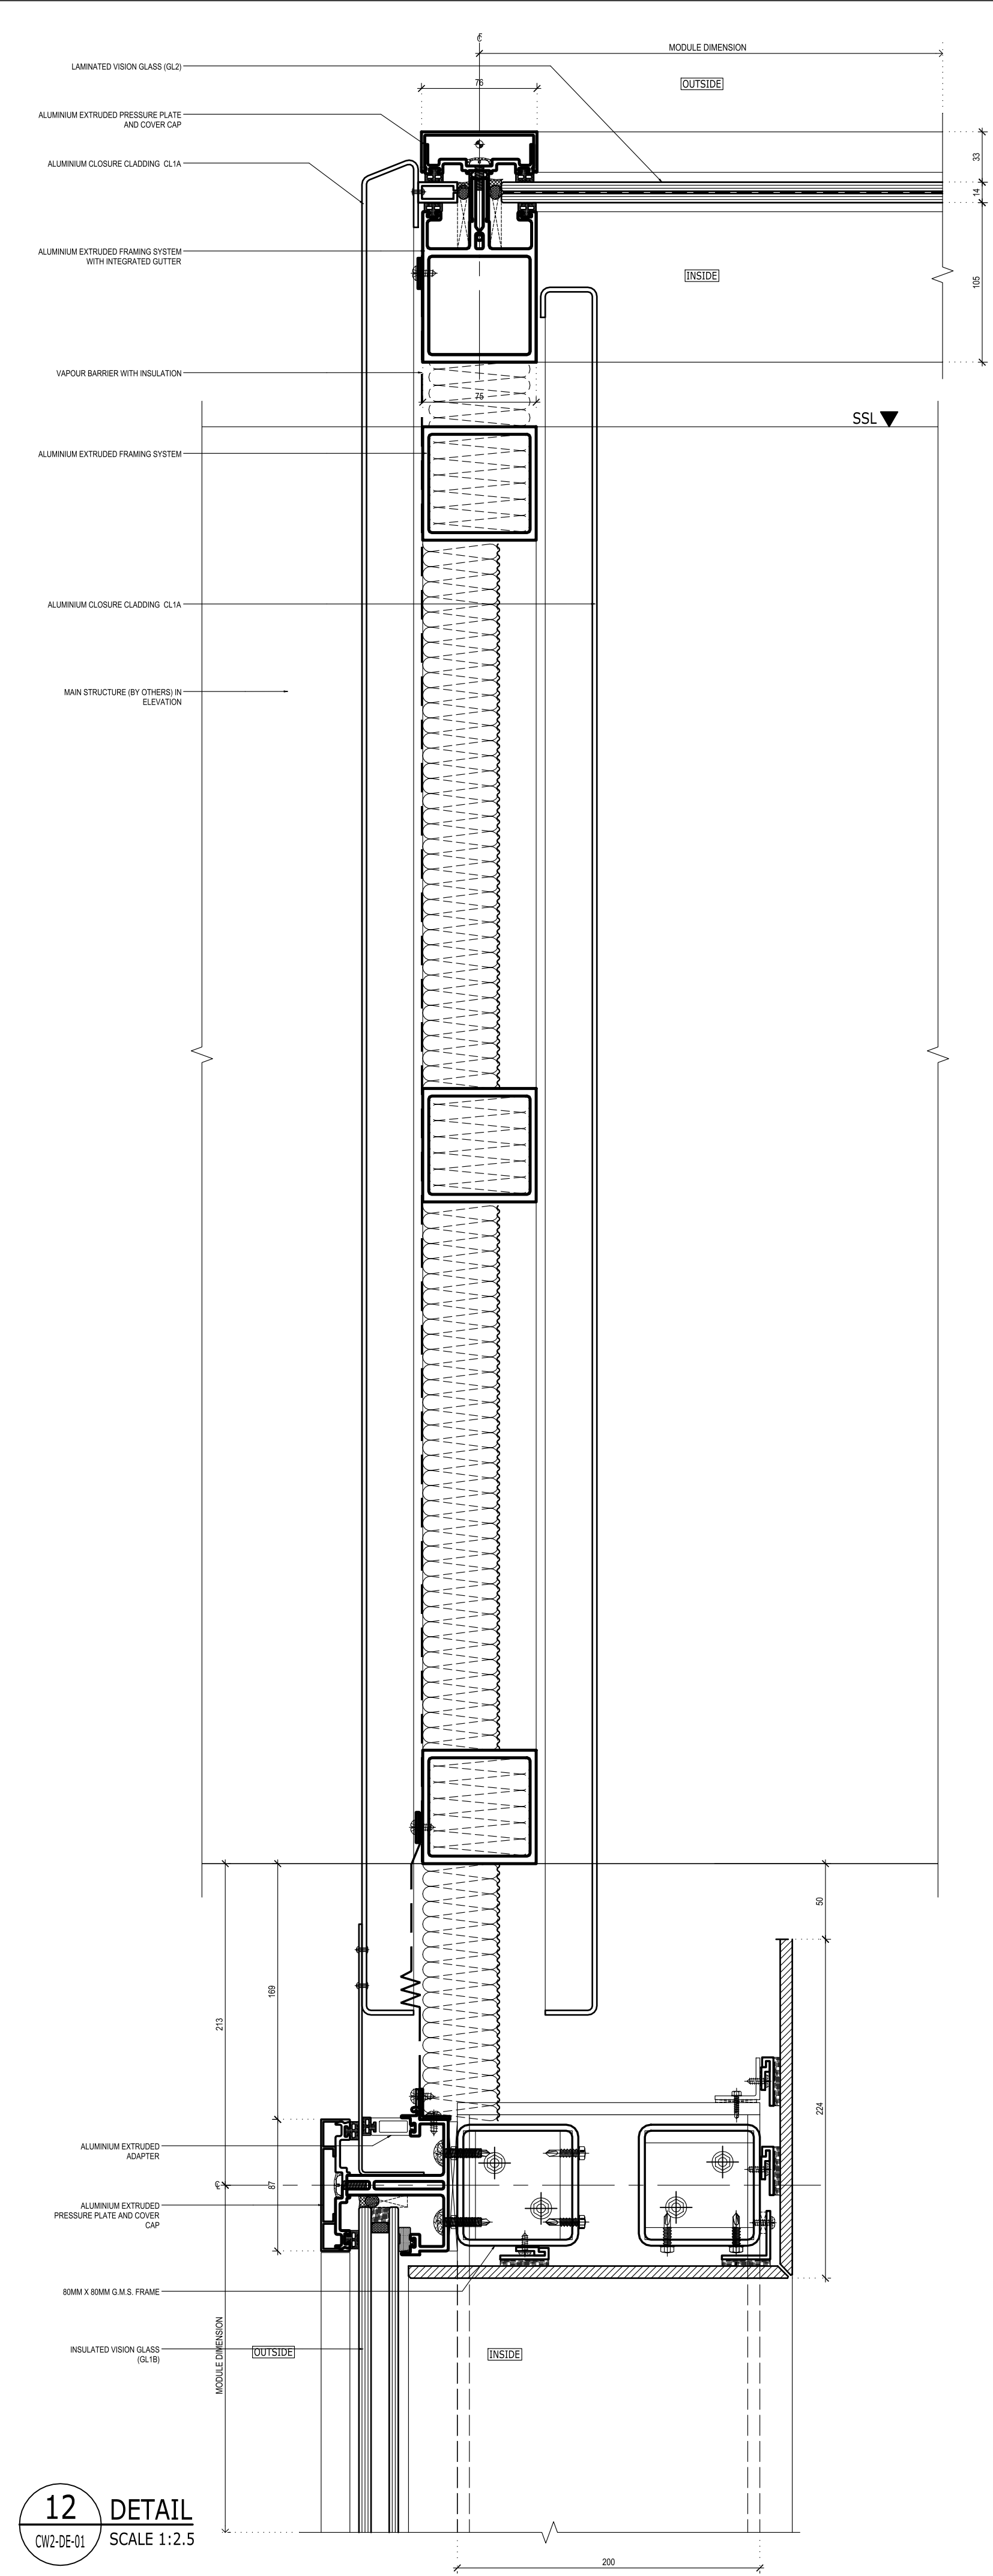 ℄
MODULE DIMENSION
LAMINATED VISION GLASS (GL2)
76
OUTSIDE
ALUMINIUM EXTRUDED PRESSURE PLATE
AND COVER CAP
33
ALUMINIUM CLOSURE CLADDING CL1A
14
ALUMINIUM EXTRUDED FRAMING SYSTEM
WITH INTEGRATED GUTTER
INSIDE
105
VAPOUR BARRIER WITH INSULATION
75
SSL
ALUMINIUM EXTRUDED FRAMING SYSTEM
ALUMINIUM CLOSURE CLADDING CL1A
MAIN STRUCTURE (BY OTHERS) IN
ELEVATION
50
169
213
224
ALUMINIUM EXTRUDED
ADAPTER
℄
87
ALUMINIUM EXTRUDED
PRESSURE PLATE AND COVER
CAP
80MM X 80MM G.M.S. FRAME
INSULATED VISION GLASS
(GL1B)
MODULE DIMENSION
OUTSIDE
INSIDE
12
DETAIL
CW2-DE-01
SCALE 1:2.5
200